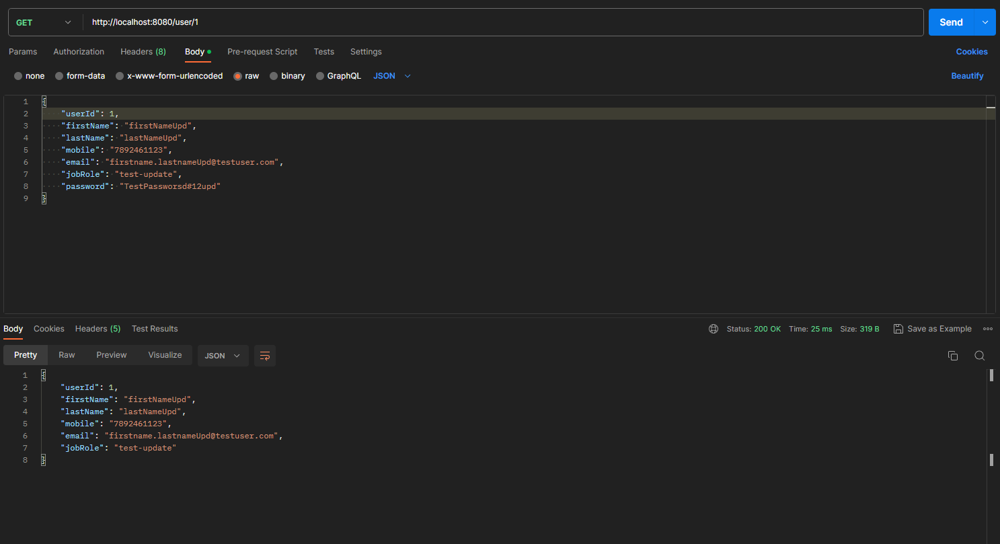 GET http://localhost:8080/user/1 Send
Params Authorization Headers (8) Body Pre-request Script Tests Settings Cookies
none form-data x-www-form-urlencoded raw binary GraphQL JSON Beautify
1 {
2 "userId": 1,
3 "firstName": "firstNameUpd",
4 "lastName": "lastNameUpd",
5 "mobile": "7892461123",
6 "email": "firstname.lastnameUpd@testuser.com",
7 "jobRole": "test-update",
8 "password": "TestPassworsd#12upd"
9 }
Body Cookies Headers (5) Test Results Status: 200 OK Time: 25 ms Size: 319 B Save as Example
Pretty Raw Preview Visualize JSON
1 {
2 "userId": 1,
3 "firstName": "firstNameUpd",
4 "lastName": "lastNameUpd",
5 "mobile": "7892461123",
6 "email": "firstname.lastnameUpd@testuser.com",
7 "jobRole": "test-update"
8 }